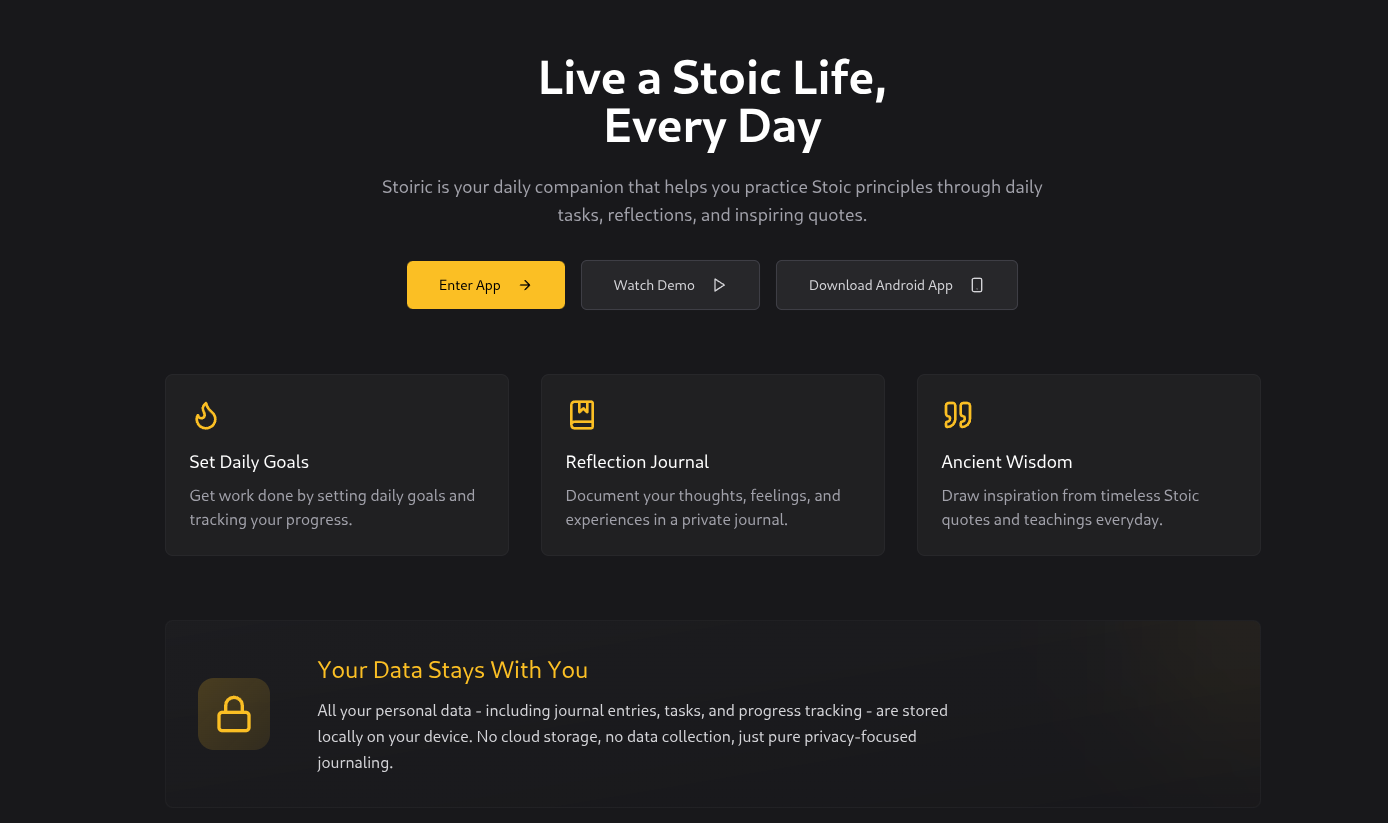 Live a Stoic Life,
Every Day
Stoiric is your daily companion that helps you practice Stoic principles through daily
tasks, reflections, and inspiring quotes.
Enter App
Watch Demo
Download Android App
Set Daily Goals
Get work done by setting daily goals and
tracking your progress.
Reflection Journal
Document your thoughts, feelings, and
experiences in a private journal.
Ancient Wisdom
Draw inspiration from timeless Stoic
quotes and teachings everyday.
Your Data Stays With You
All your personal data - including journal entries, tasks, and progress tracking - are stored
locally on your device. No cloud storage, no data collection, just pure privacy-focused
journaling.